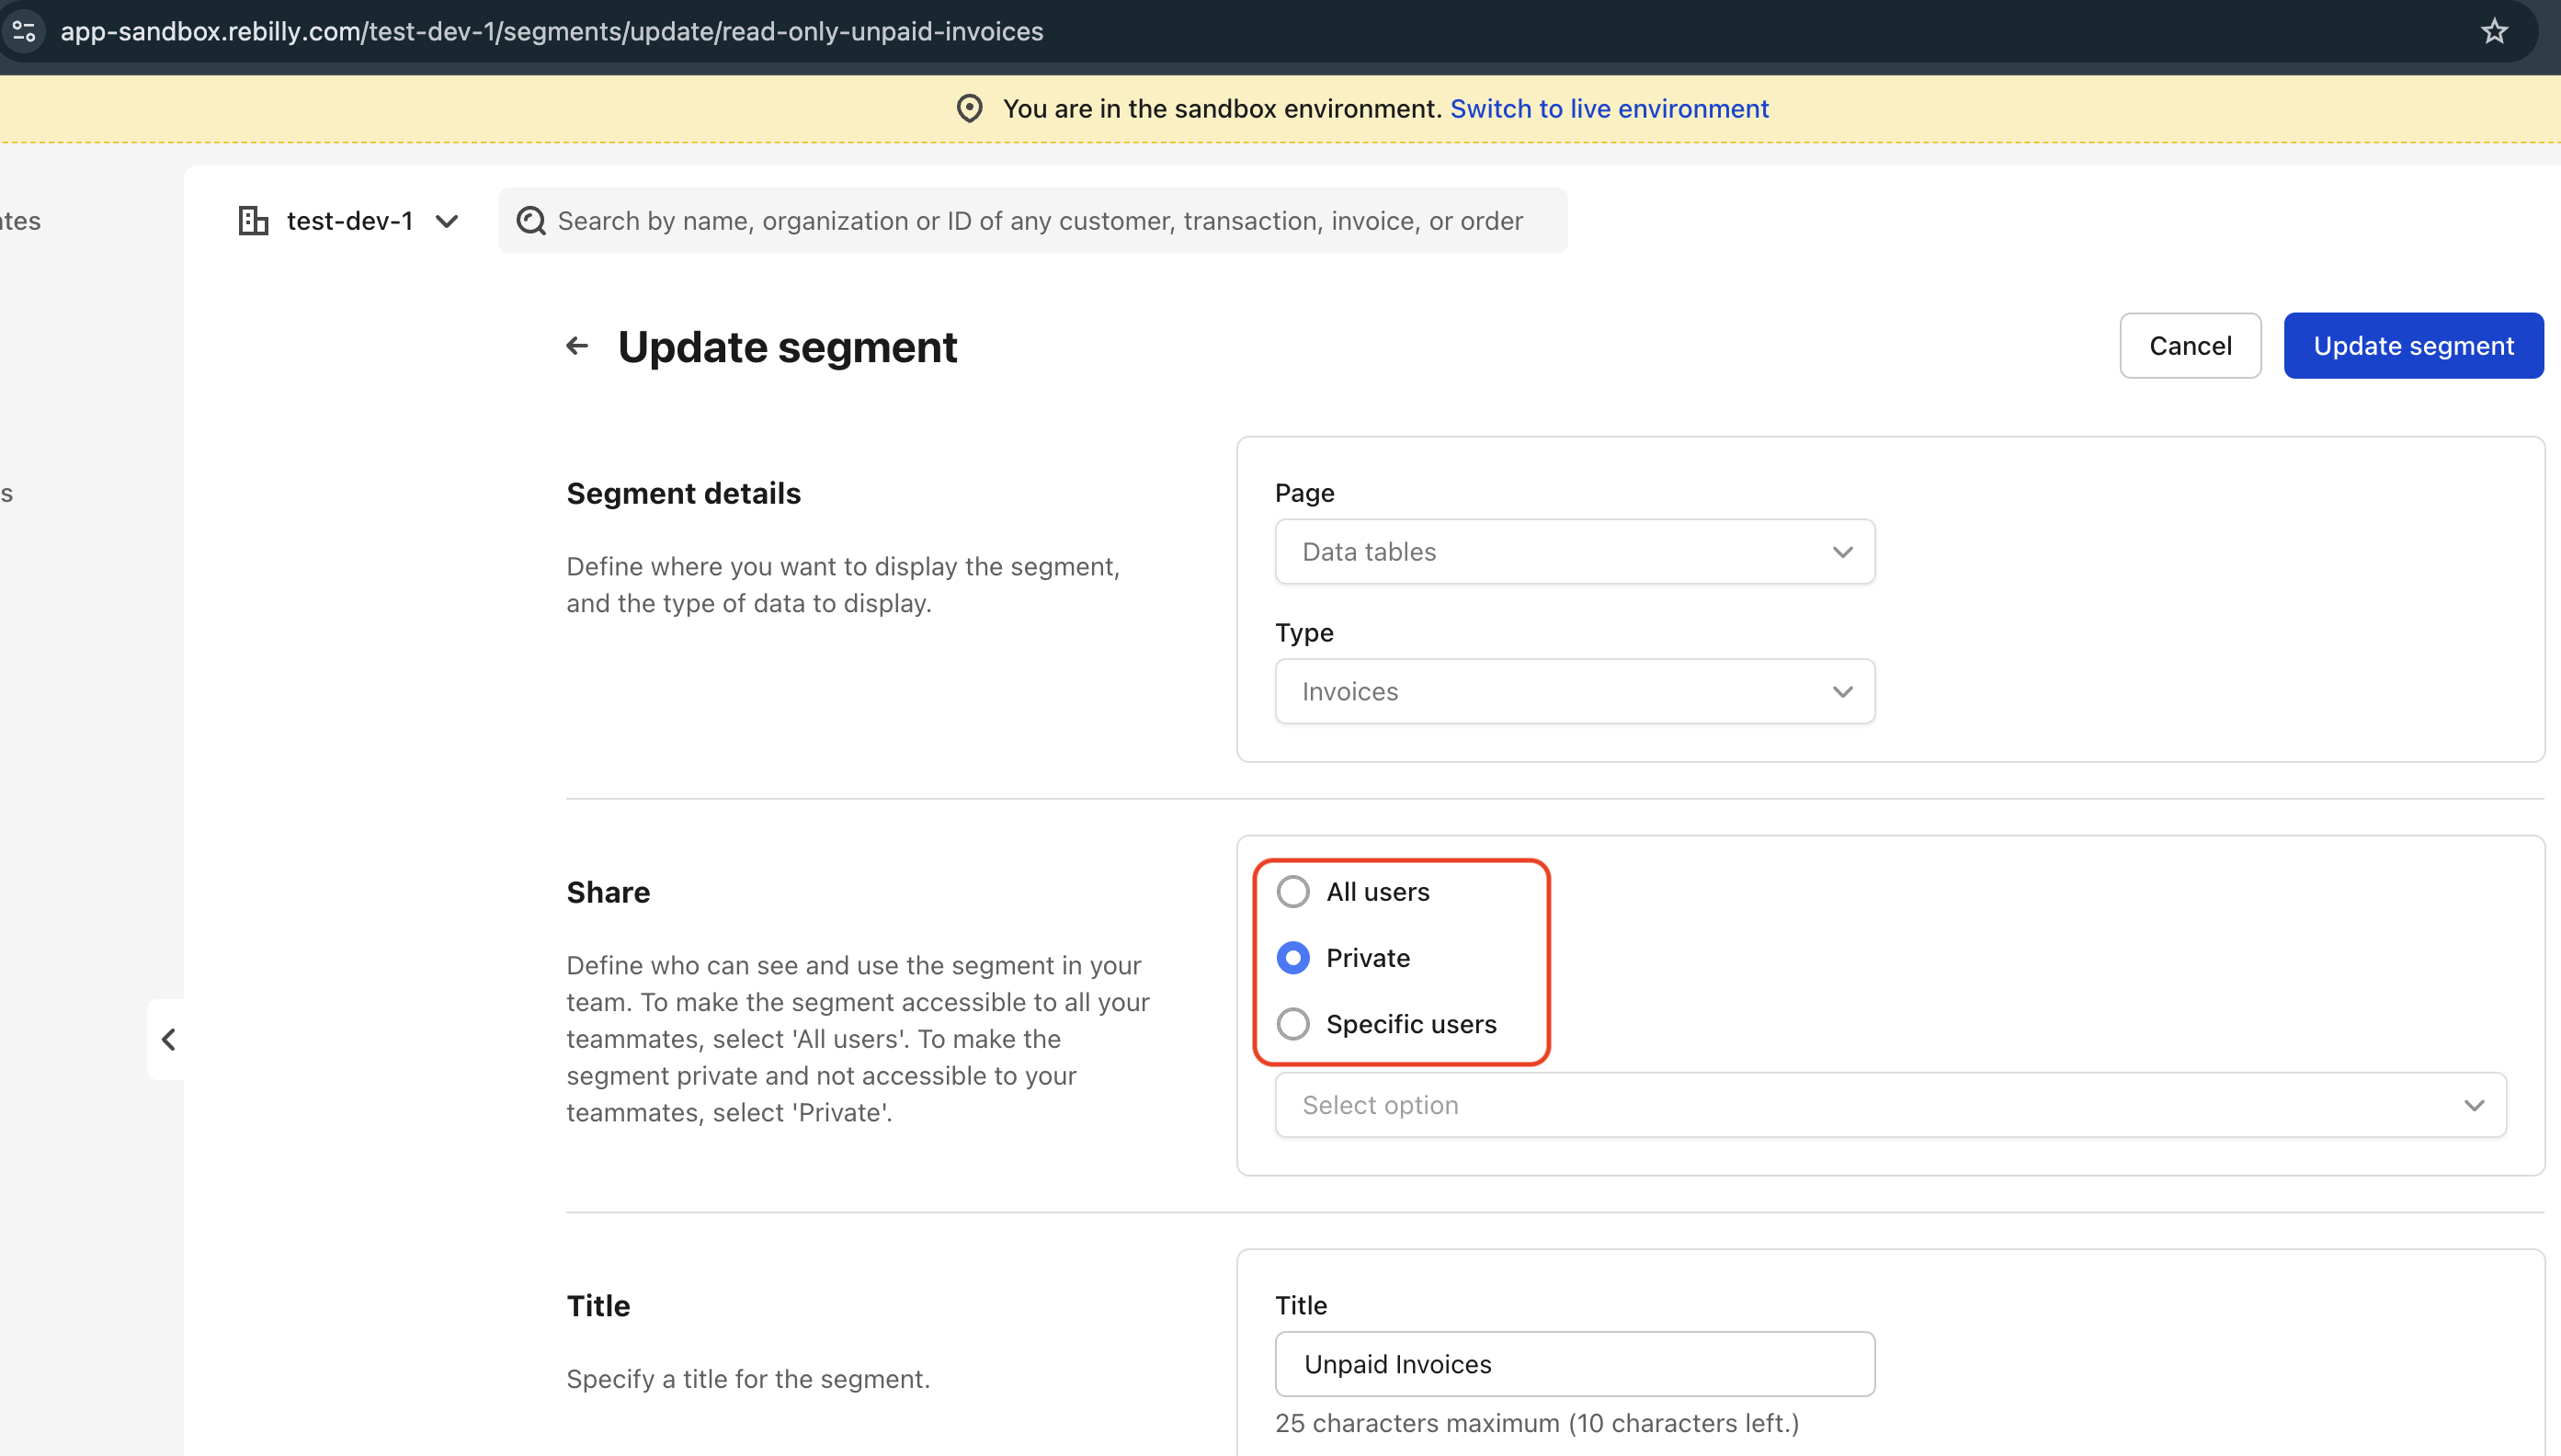 app-sandbox.rebilly.com/test-dev-1/segments/update/read-only-unpaid-invoices
You are in the sandbox environment. Switch to live environment
test-dev-1
Search by name, organization or ID of any customer, transaction, invoice, or order
Update segment
Cancel
Update segment
Segment details
Define where you want to display the segment,
and the type of data to display.
Page
Data tables
Type
Invoices
Share
Define who can see and use the segment in your
team. To make the segment accessible to all your
teammates, select 'All users'. To make the
segment private and not accessible to your
teammates, select 'Private'.
All users
Private
Specific users
Select option
Title
Specify a title for the segment.
Title
Unpaid Invoices
25 characters maximum (10 characters left.)